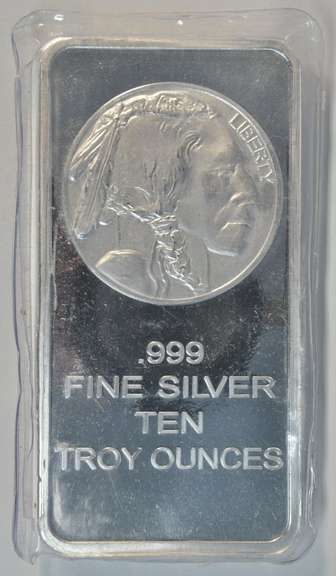 LIBERTY
.999
FINE SILVER
TEN
TROY OUNCES